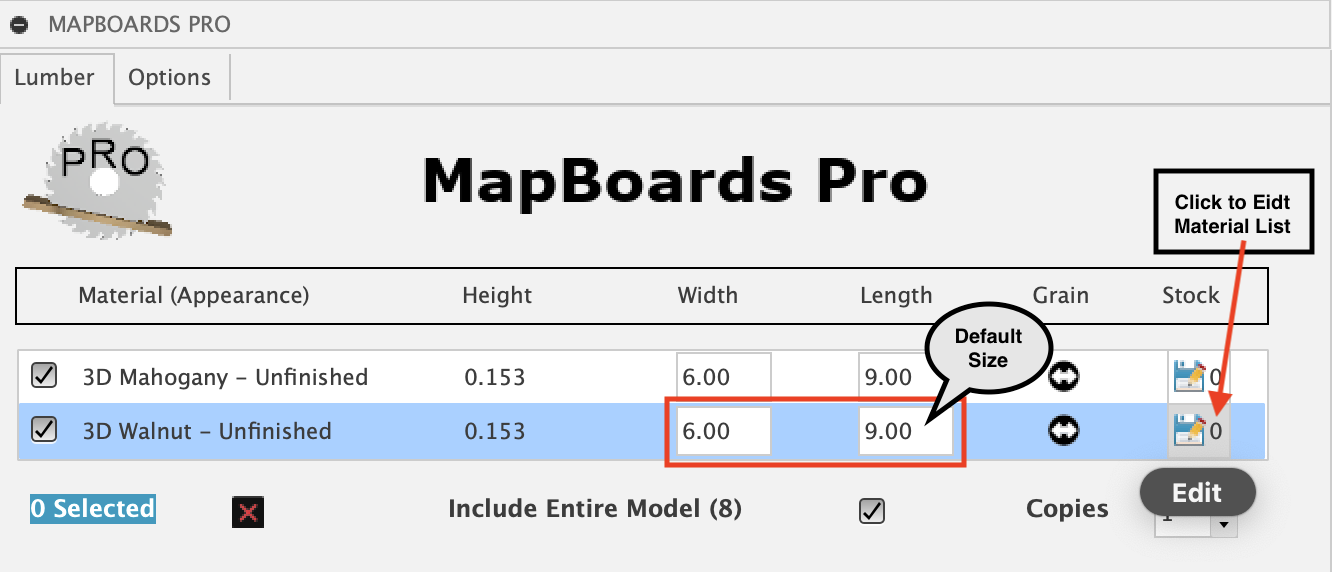 MAPBOARDS PRO
Lumber Options
PRO
MapBoards Pro
Click to Eidt
Material List
Material (Appearance) Height Width Length Grain Stock
Default
Size
3D Mahogany – Unfinished 0.153 6.00 9.00 0
3D Walnut – Unfinished 0.153 6.00 9.00 0
Edit
0 Selected Include Entire Model (8) Copies 1